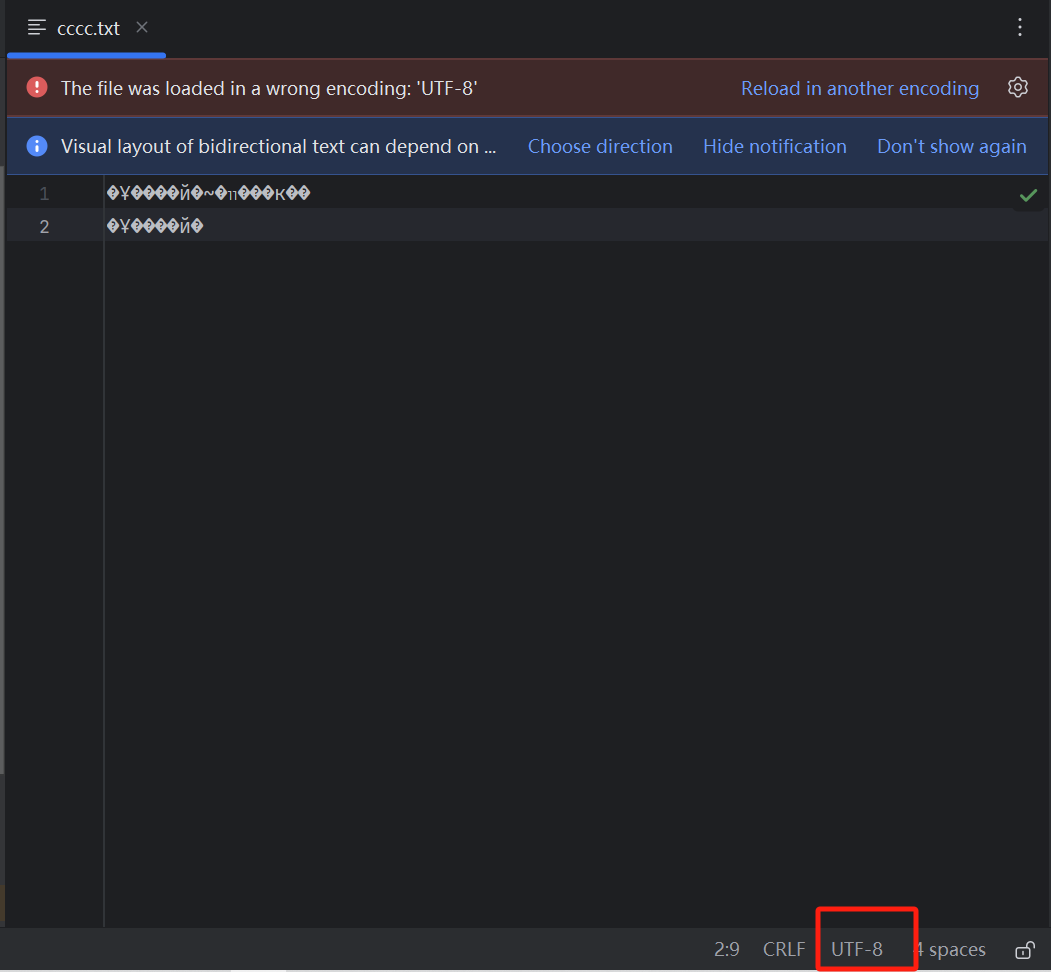 cccc.txt
The file was loaded in a wrong encoding: 'UTF-8' Reload in another encoding
Visual layout of bidirectional text can depend on ... Choose direction Hide notification Don't show again
1 �Ұ����Й�~�וו���К��
2 �Ұ����Й�
2:9 CRLF UTF-8 4 spaces